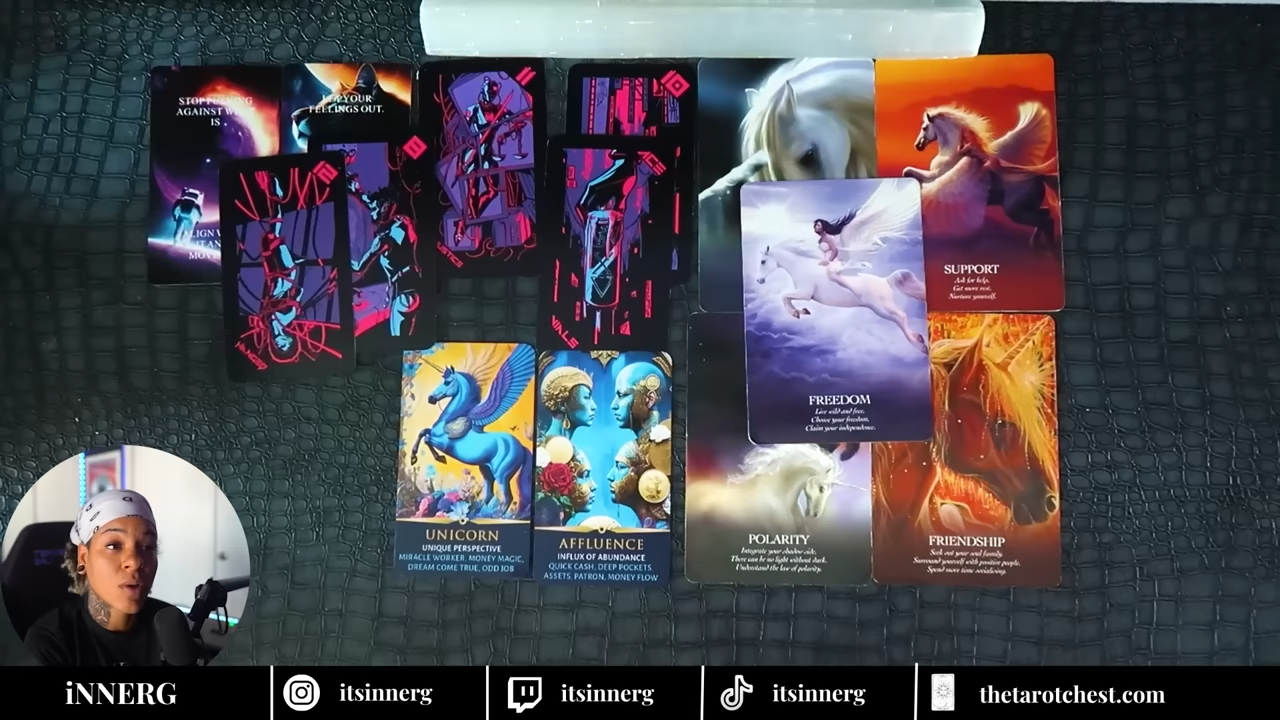 STOP PUSHING
AGAINST WHAT
IS
FEELINGS OUT.
ALIGN
SUPPORT
Ask for help.
Get more rest.
Nurture yourself.
FREEDOM
Live wild and free.
Choose your freedom.
Claim your independence.
UNICORN
UNIQUE PERSPECTIVE
MIRACLE WORKER, MONEY MAGIC,
DREAM COME TRUE, ODD JOB
AFFLUENCE
INFLUX OF ABUNDANCE
QUICK CASH, DEEP POCKETS
ASSETS, PATRON, MONEY FLOW
POLARITY
Integrate your shadow side.
There can be no light without dark.
Understand the law of polarity.
FRIENDSHIP
Seek out your soul family.
Surround yourself with positive people.
Spend more time socialising.
iNNERG
itsinnerg
itsinnerg
itsinnerg
thetarotchest.com